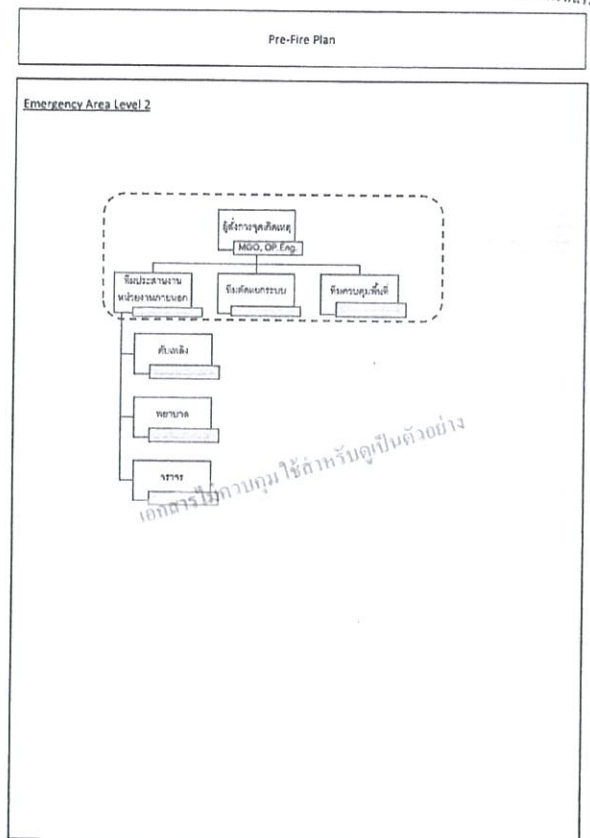 Pre-Fire Plan
Emergency Area Level 2
ผู้สั่งการจุดเกิดเหตุ
MGO, OP Eng.
ทีมประสานงาน
หน่วยงานภายนอก
ทีมตัดแยกระบบ
ทีมควบคุมพื้นที่
ดับเพลิง
พยาบาล
จราจร
เอกสารไม่ควบคุม ใช้สำหรับดูเป็นตัวอย่าง